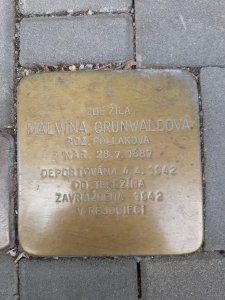 ZDE ŽILA
MALVÍNA GRÜNWALDOVÁ
ROZ. POLLAKOVÁ
NAR. 28. 7. 1887
DEPORTOVÁNA 4. 4. 1942
DO TEREZÍNA
ZAVRAŽDĚNA 1942
V REJOWIECI